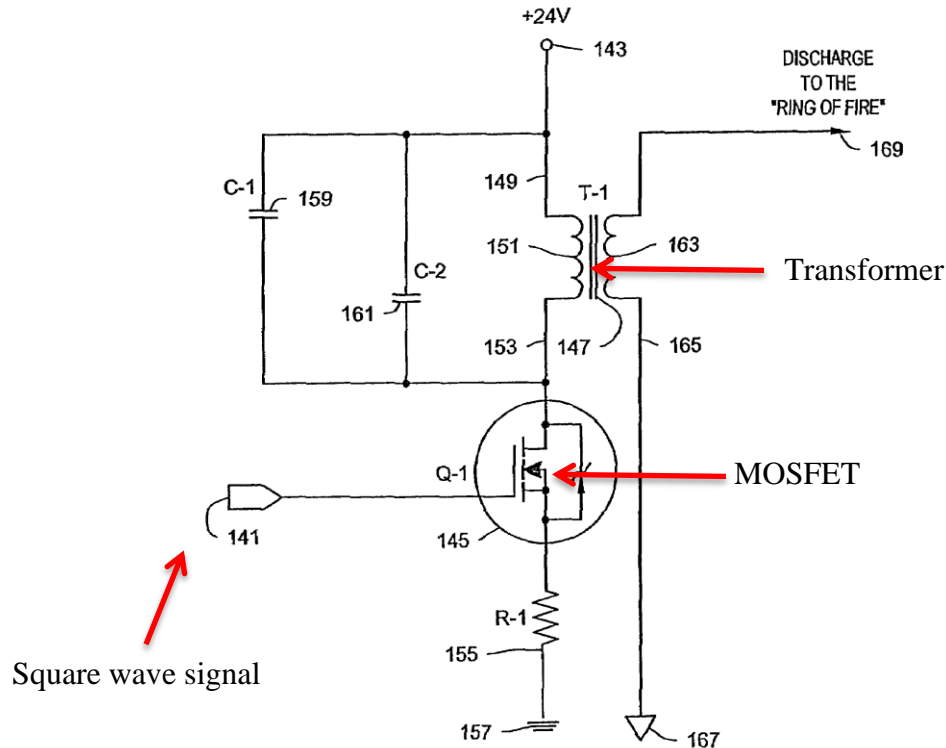 +24V
143
DISCHARGE
TO THE
"RING OF FIRE"
169
149
T-1
C-1
159
151
163
Transformer
C-2
161
153
147
165
Q-1
MOSFET
141
145
R-1
155
Square wave signal
157
167